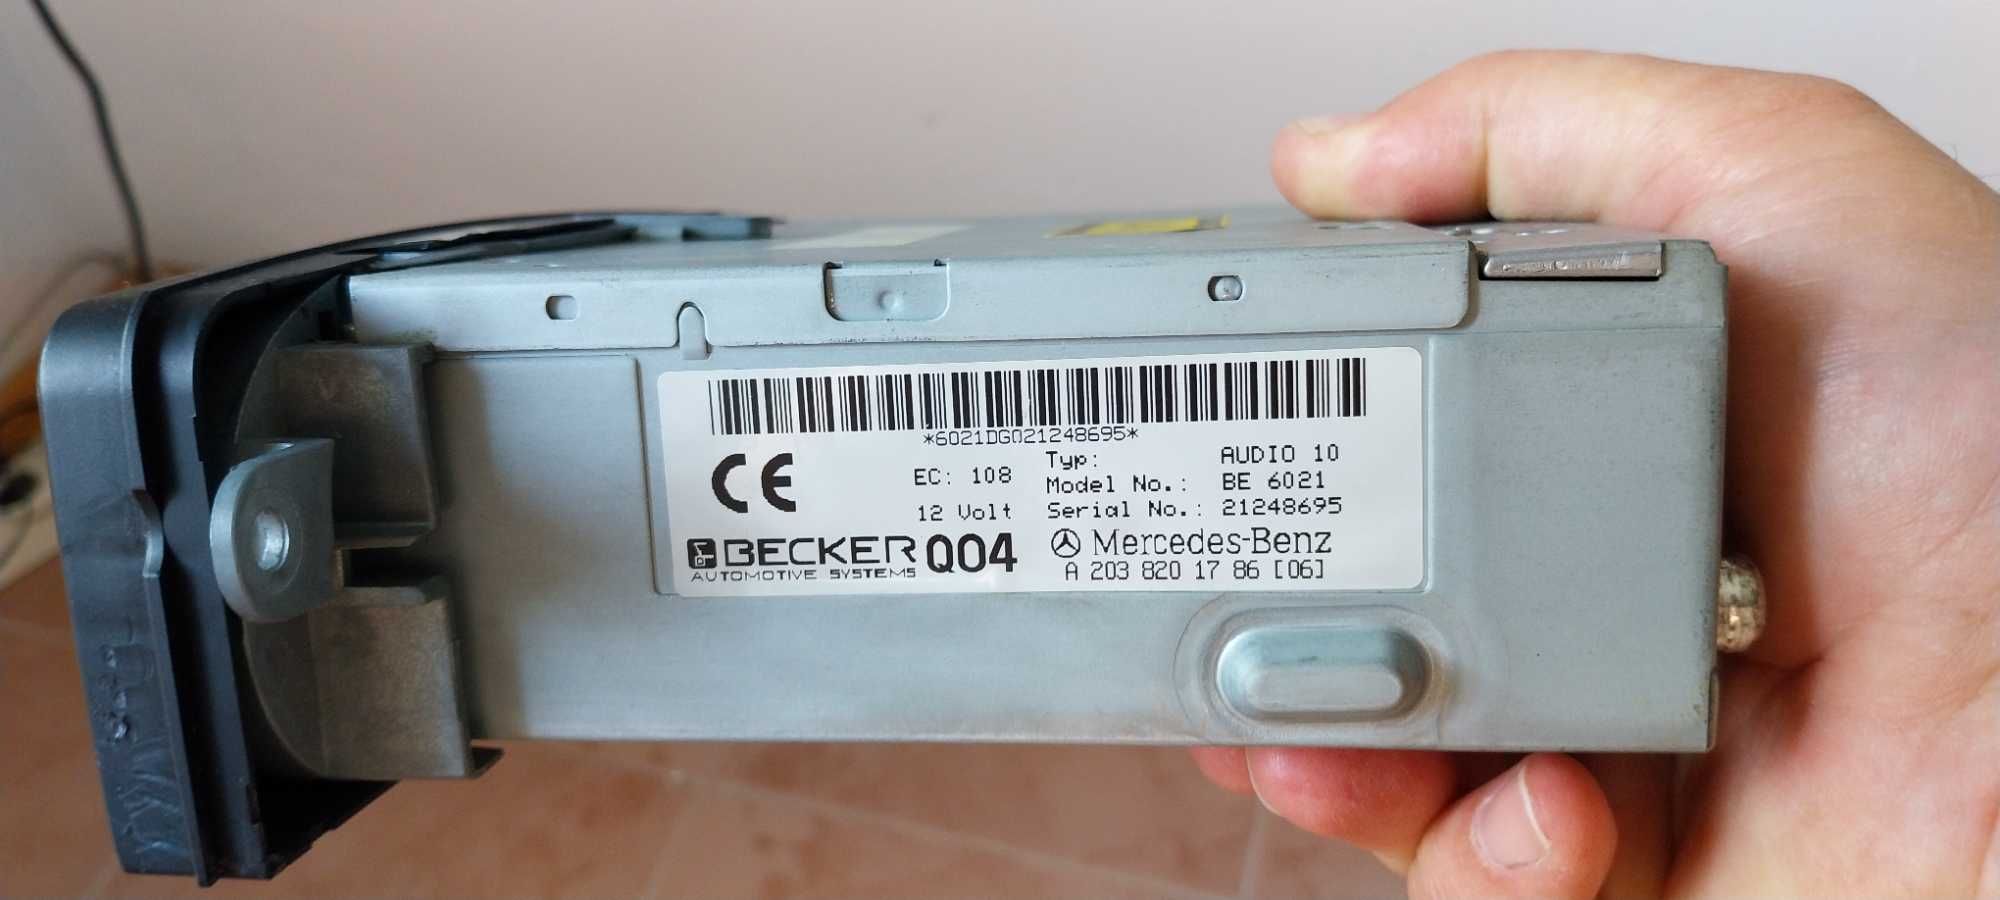 *6021DG021248695*
CE
EC: 108
12 Volt
Typ: AUDIO 10
Model No.: BE 6021
Serial No.: 21248695
BECKER
AUTOMOTIVE SYSTEMS
Q04
Mercedes-Benz
A 203 820 17 86 [06]